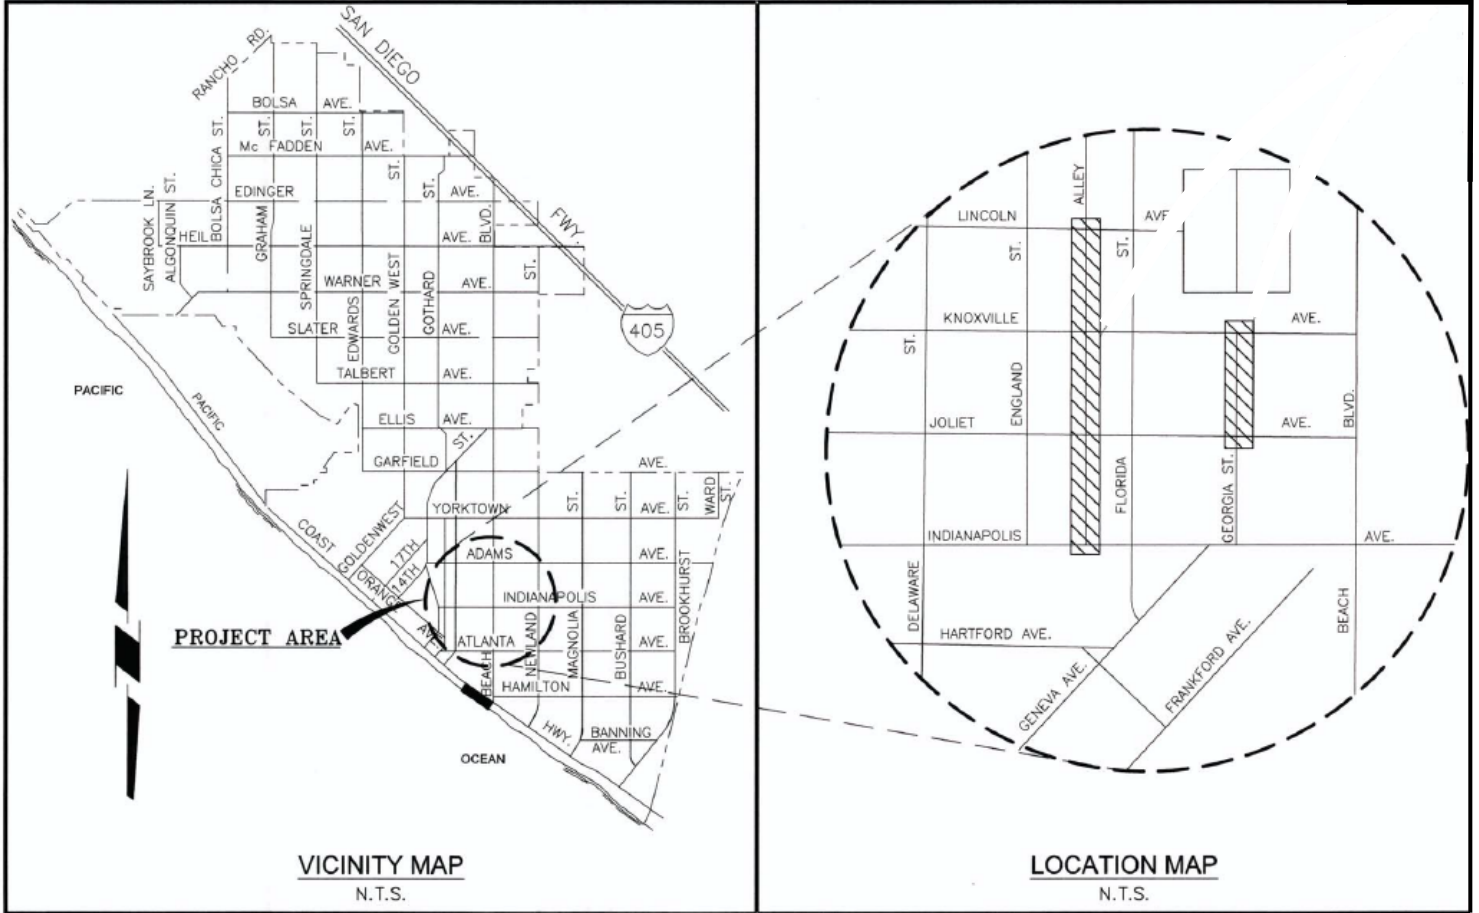 SAN DIEGO
RANCHO RD.
BOLSA AVE.
ST.
ST.
ST.
ST.
Mc FADDEN AVE.
ST.
BOLSA CHICA
EDINGER AVE.
ST.
SAYBROOK LN.
ALGONQUIN ST.
GRAHAM
HEIL AVE.
BLVD.
FWY.
SPRINGDALE
WARNER AVE.
ST.
EDWARDS
GOLDEN WEST
GOTHARD
SLATER AVE.
405
TALBERT AVE.
PACIFIC
PACIFIC
ELLIS AVE.
ST.
GARFIELD AVE.
YORKTOWN AVE.
ST.
ST.
ST.
WARD
ST.
COAST
GOLDENWEST
17TH
14TH
ORANGE
AVE.
ADAMS AVE.
INDIANAPOLIS AVE.
BROOKHURST
PROJECT AREA
ATLANTA AVE.
BEACH
NEWLAND
MAGNOLIA
BUSHARD
HAMILTON AVE.
HWY.
BANNING
AVE.
OCEAN
VICINITY MAP
N.T.S.
ALLEY
LINCOLN AVE
ST.
ST.
KNOXVILLE AVE.
ST.
ENGLAND
JOLIET AVE.
BLVD.
FLORIDA
GEORGIA ST.
INDIANAPOLIS AVE.
DELAWARE
BEACH
HARTFORD AVE.
GENEVA AVE.
FRANKFORD AVE.
LOCATION MAP
N.T.S.